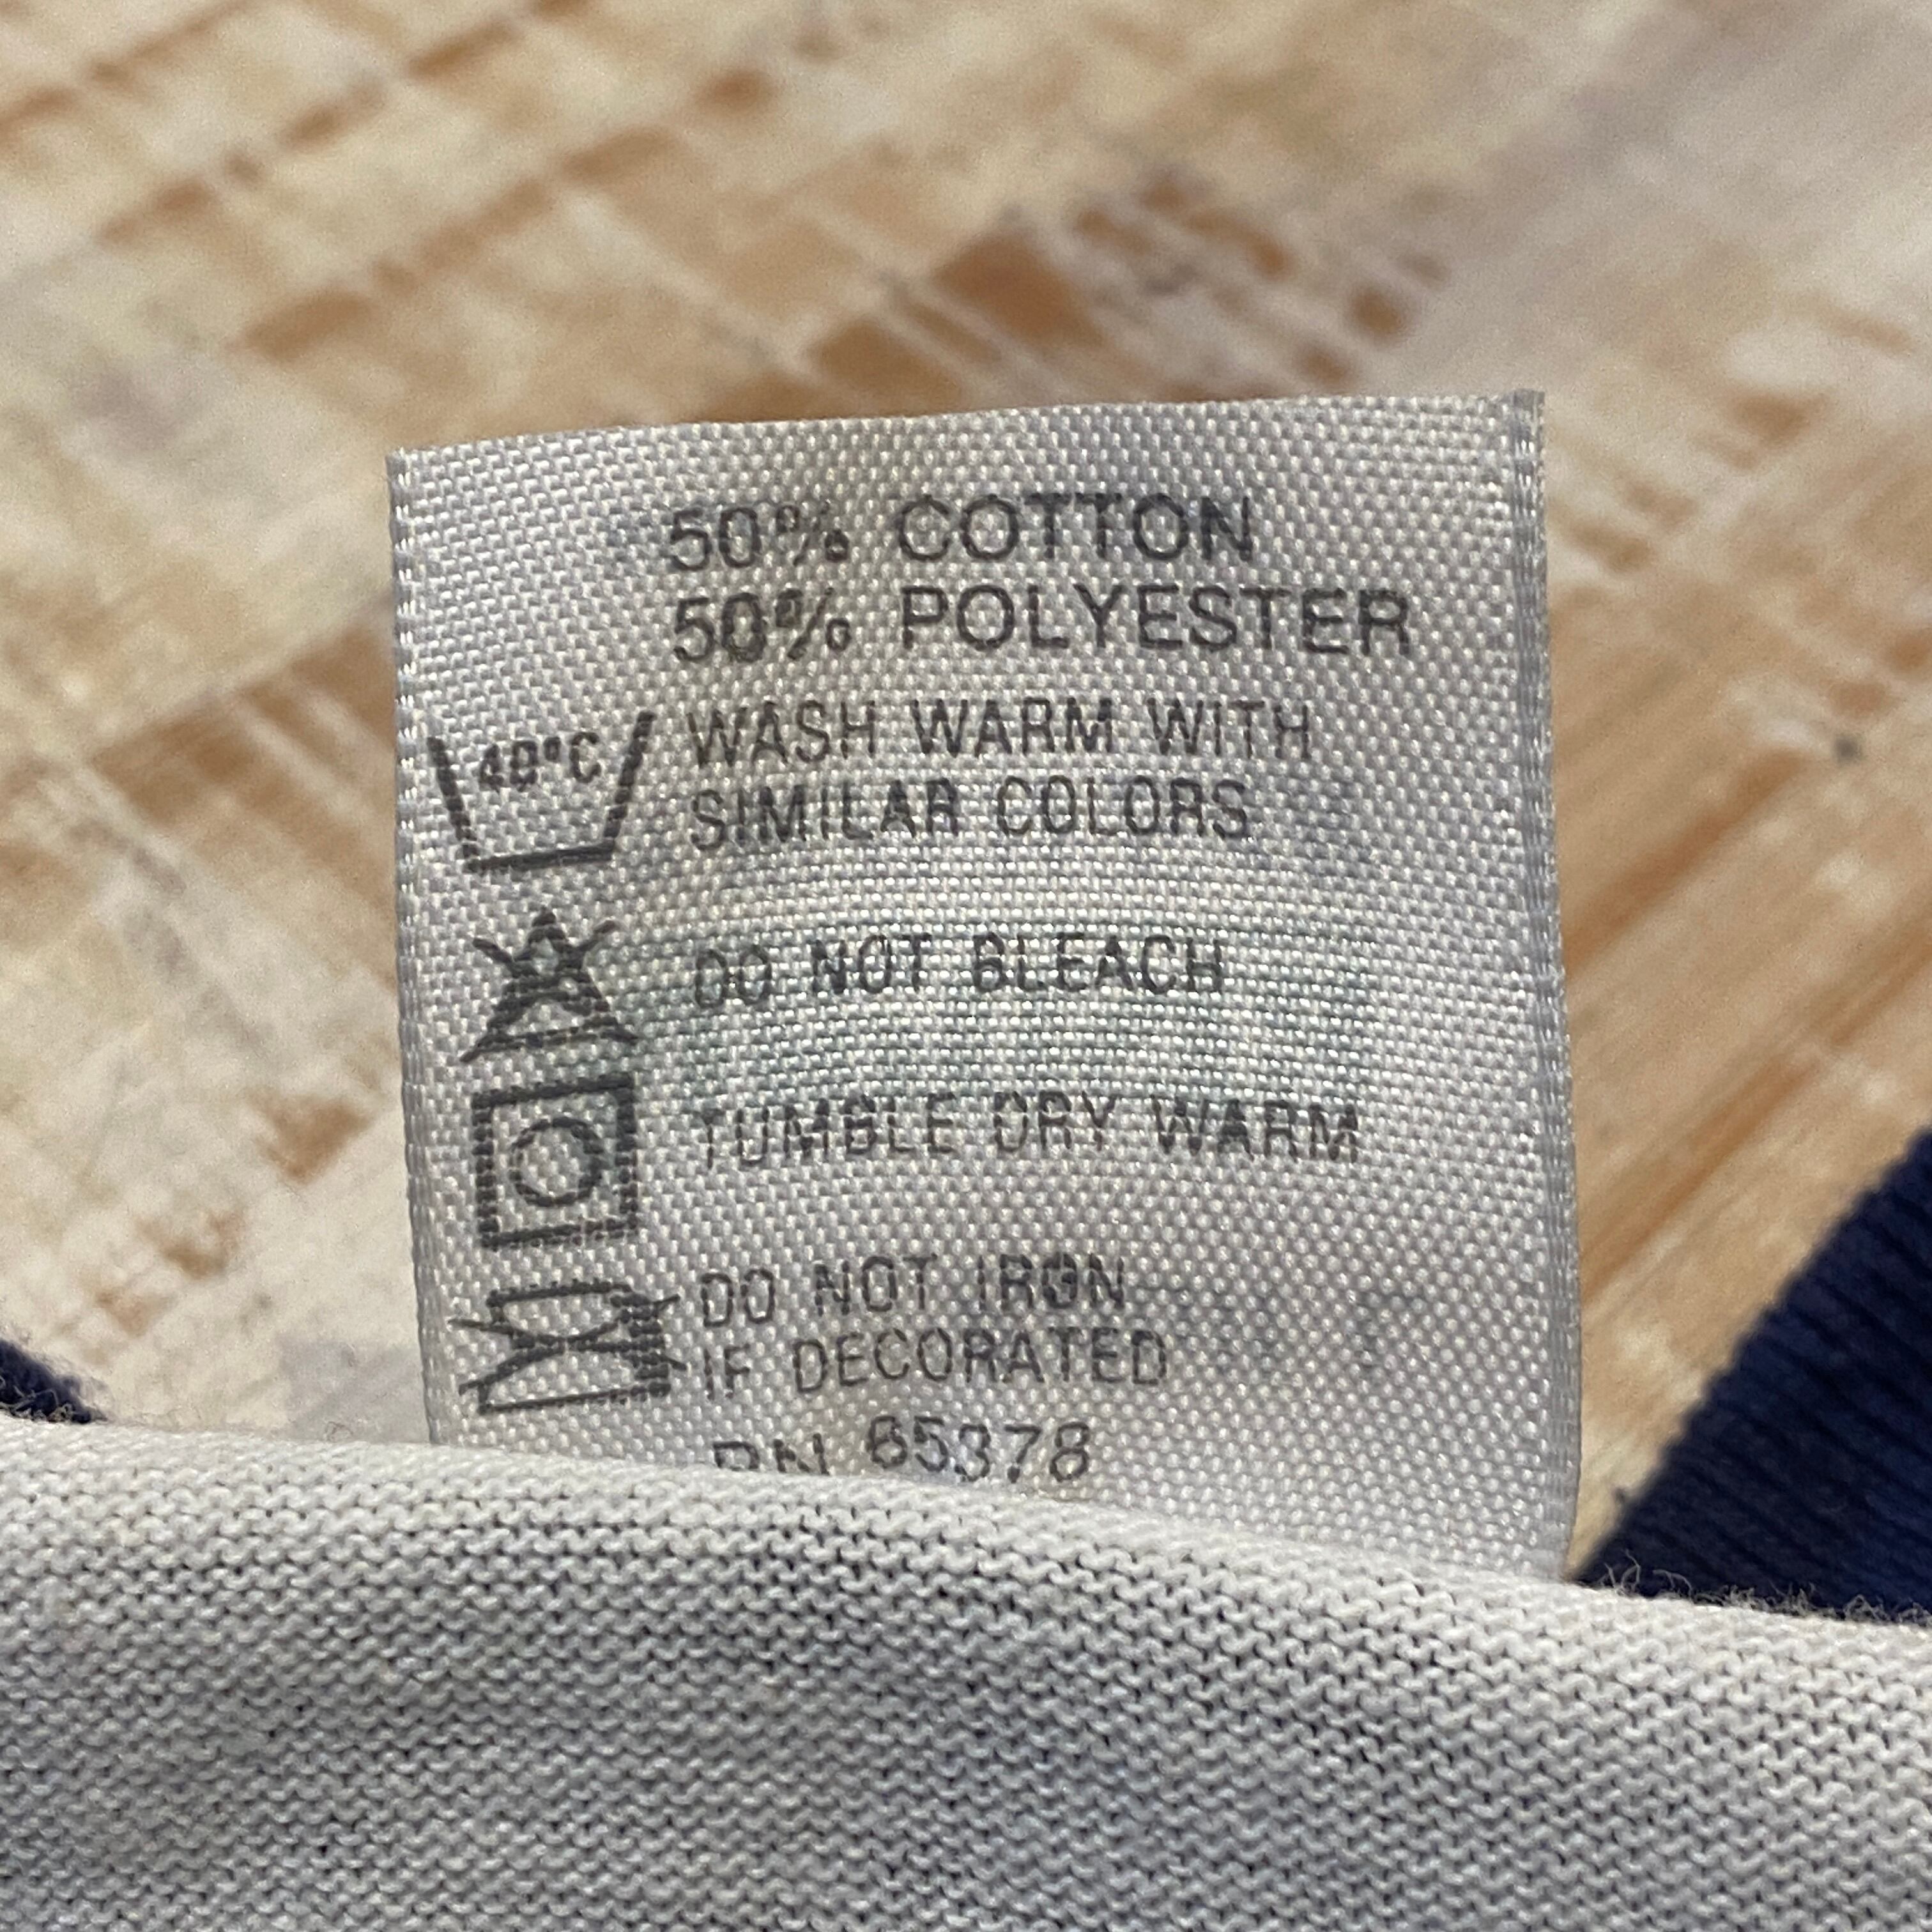 50% COTTON
50% POLYESTER
40°C
WASH WARM WITH
SIMILAR COLORS
DO NOT BLEACH
TUMBLE DRY WARM
DO NOT IRON
IF DECORATED
RN 65378